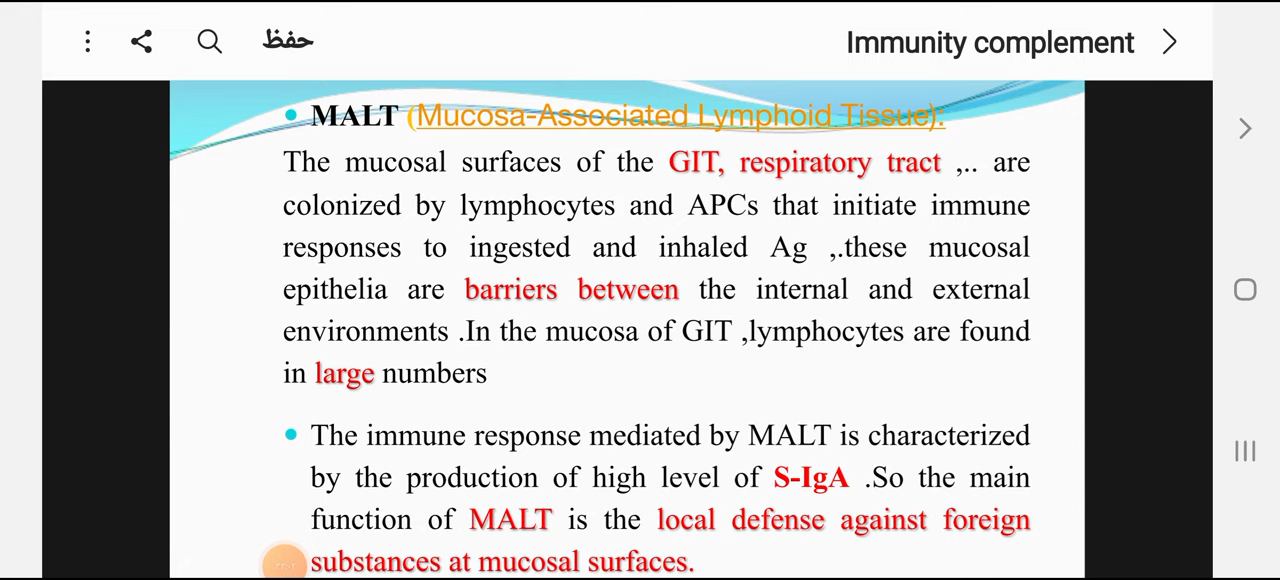 حفظ
Immunity complement
• MALT (Mucosa-Associated Lymphoid Tissue):
The mucosal surfaces of the GIT, respiratory tract ,.. are
colonized by lymphocytes and APCs that initiate immune
responses to ingested and inhaled Ag ,.these mucosal
epithelia are barriers between the internal and external
environments .In the mucosa of GIT ,lymphocytes are found
in large numbers
• The immune response mediated by MALT is characterized
by the production of high level of S-IgA .So the main
function of MALT is the local defense against foreign
substances at mucosal surfaces.